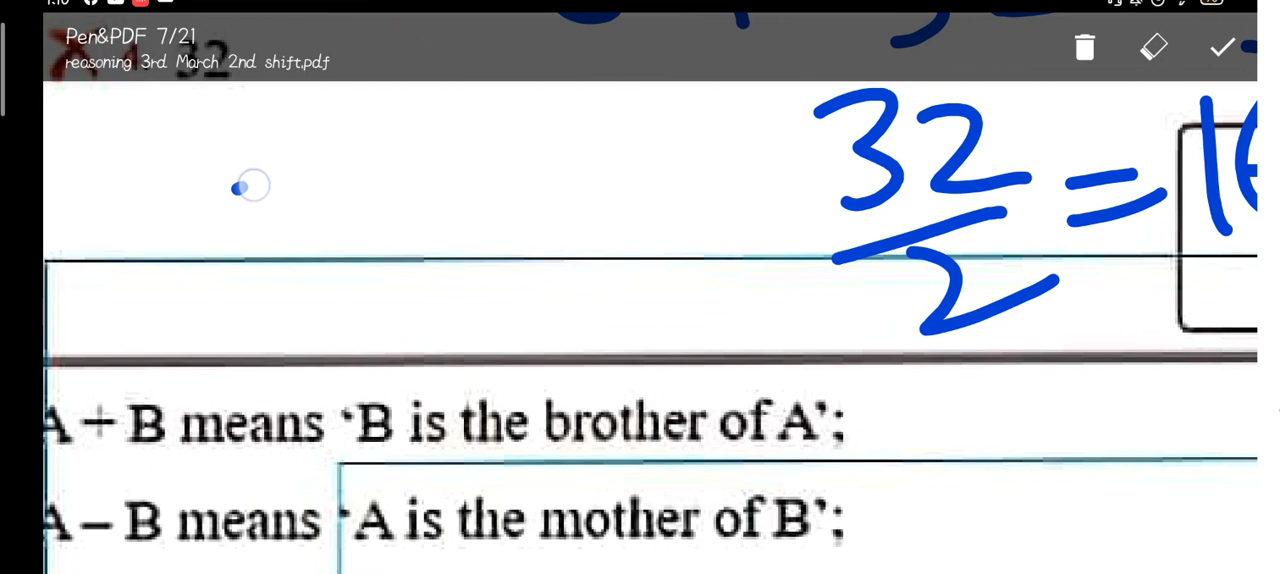 Pen&PDF 7/21
reasoning 3rd March 2nd shift.pdf
32
32
=
2
A + B means ‘B is the brother of A’;
A – B means ‘A is the mother of B’;